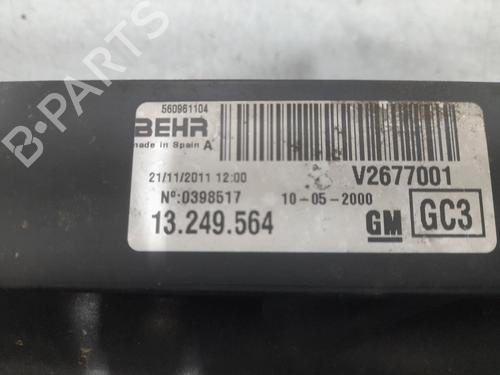 560961104
BEHR
made in Spain A
21/11/2011 12:00
V2677001
Nº:0398517
10-05-2000
13.249.564
GM
GC3
B-PARTS